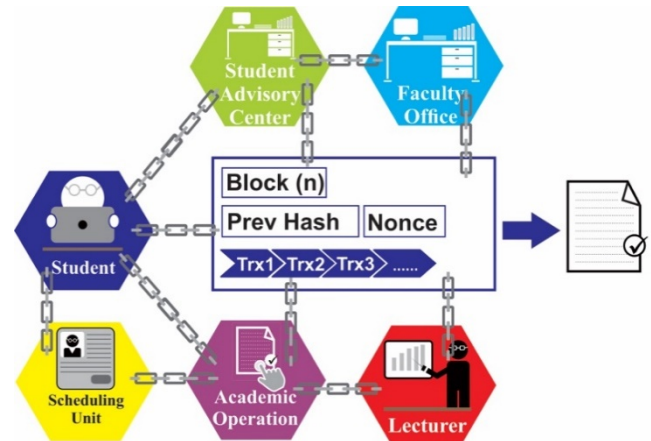 Student
Advisory
Center
Faculty
Office
Block (n)
Prev Hash
Nonce
Trx1
Trx2
Trx3
......
Student
Scheduling
Unit
Academic
Operation
Lecturer